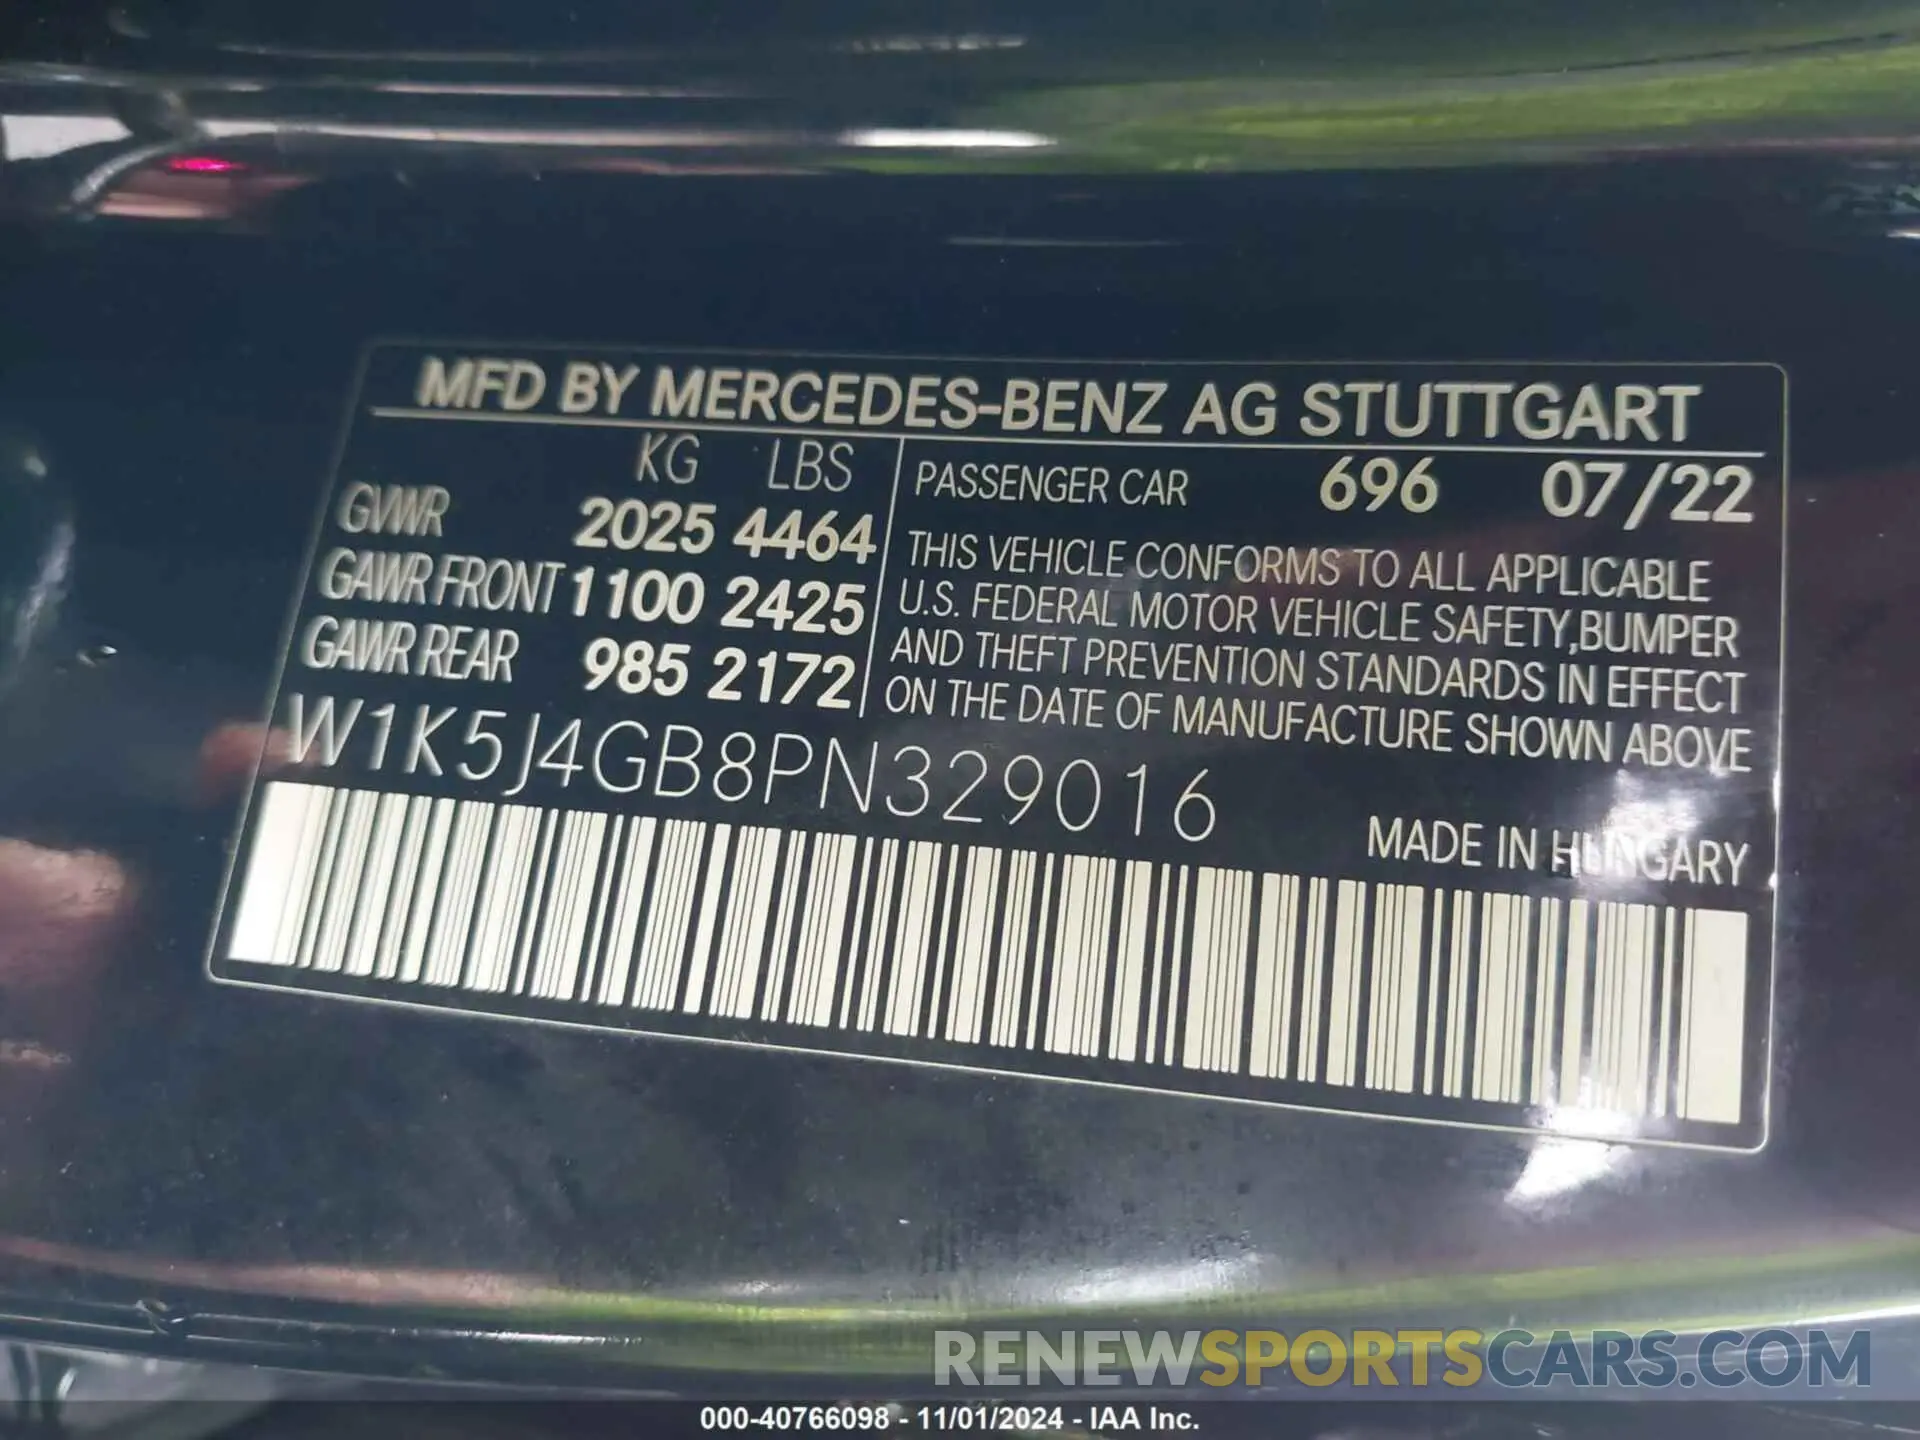 MFD BY MERCEDES-BENZ AG STUTTGART
KG LBS
GVWR 2025 4464
GAWR FRONT 1100 2425
GAWR REAR 985 2172
PASSENGER CAR 696 07/22
THIS VEHICLE CONFORMS TO ALL APPLICABLE
U.S. FEDERAL MOTOR VEHICLE SAFETY,BUMPER
AND THEFT PREVENTION STANDARDS IN EFFECT
ON THE DATE OF MANUFACTURE SHOWN ABOVE
W1K5J4GB8PN329016
MADE IN HUNGARY
RENEWSPORTSCARS.COM
000-40766098 - 11/01/2024 - IAA Inc.